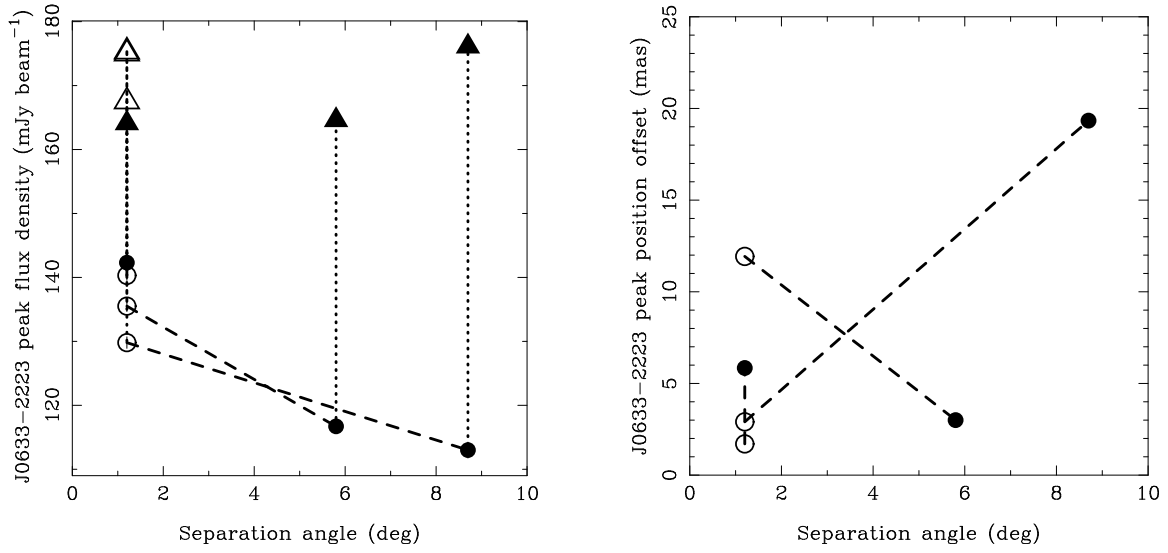 J0633−2223 peak flux density (mJy beam⁻¹)
180
160
140
120
0 2 4 6 8 10
Separation angle (deg)
J0633−2223 peak position offset (mas)
25
20
15
10
5
0
0 2 4 6 8 10
Separation angle (deg)